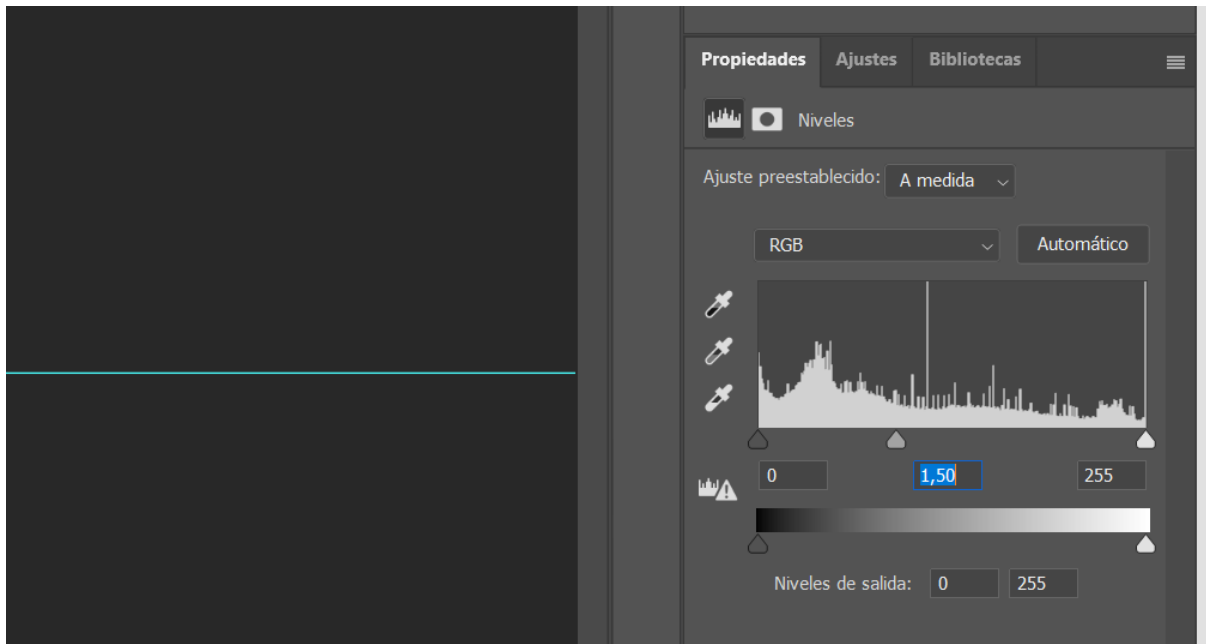 Propiedades Ajustes Bibliotecas
Niveles
Ajuste preestablecido: A medida
RGB Automático
0 1,50 255
Niveles de salida: 0 255